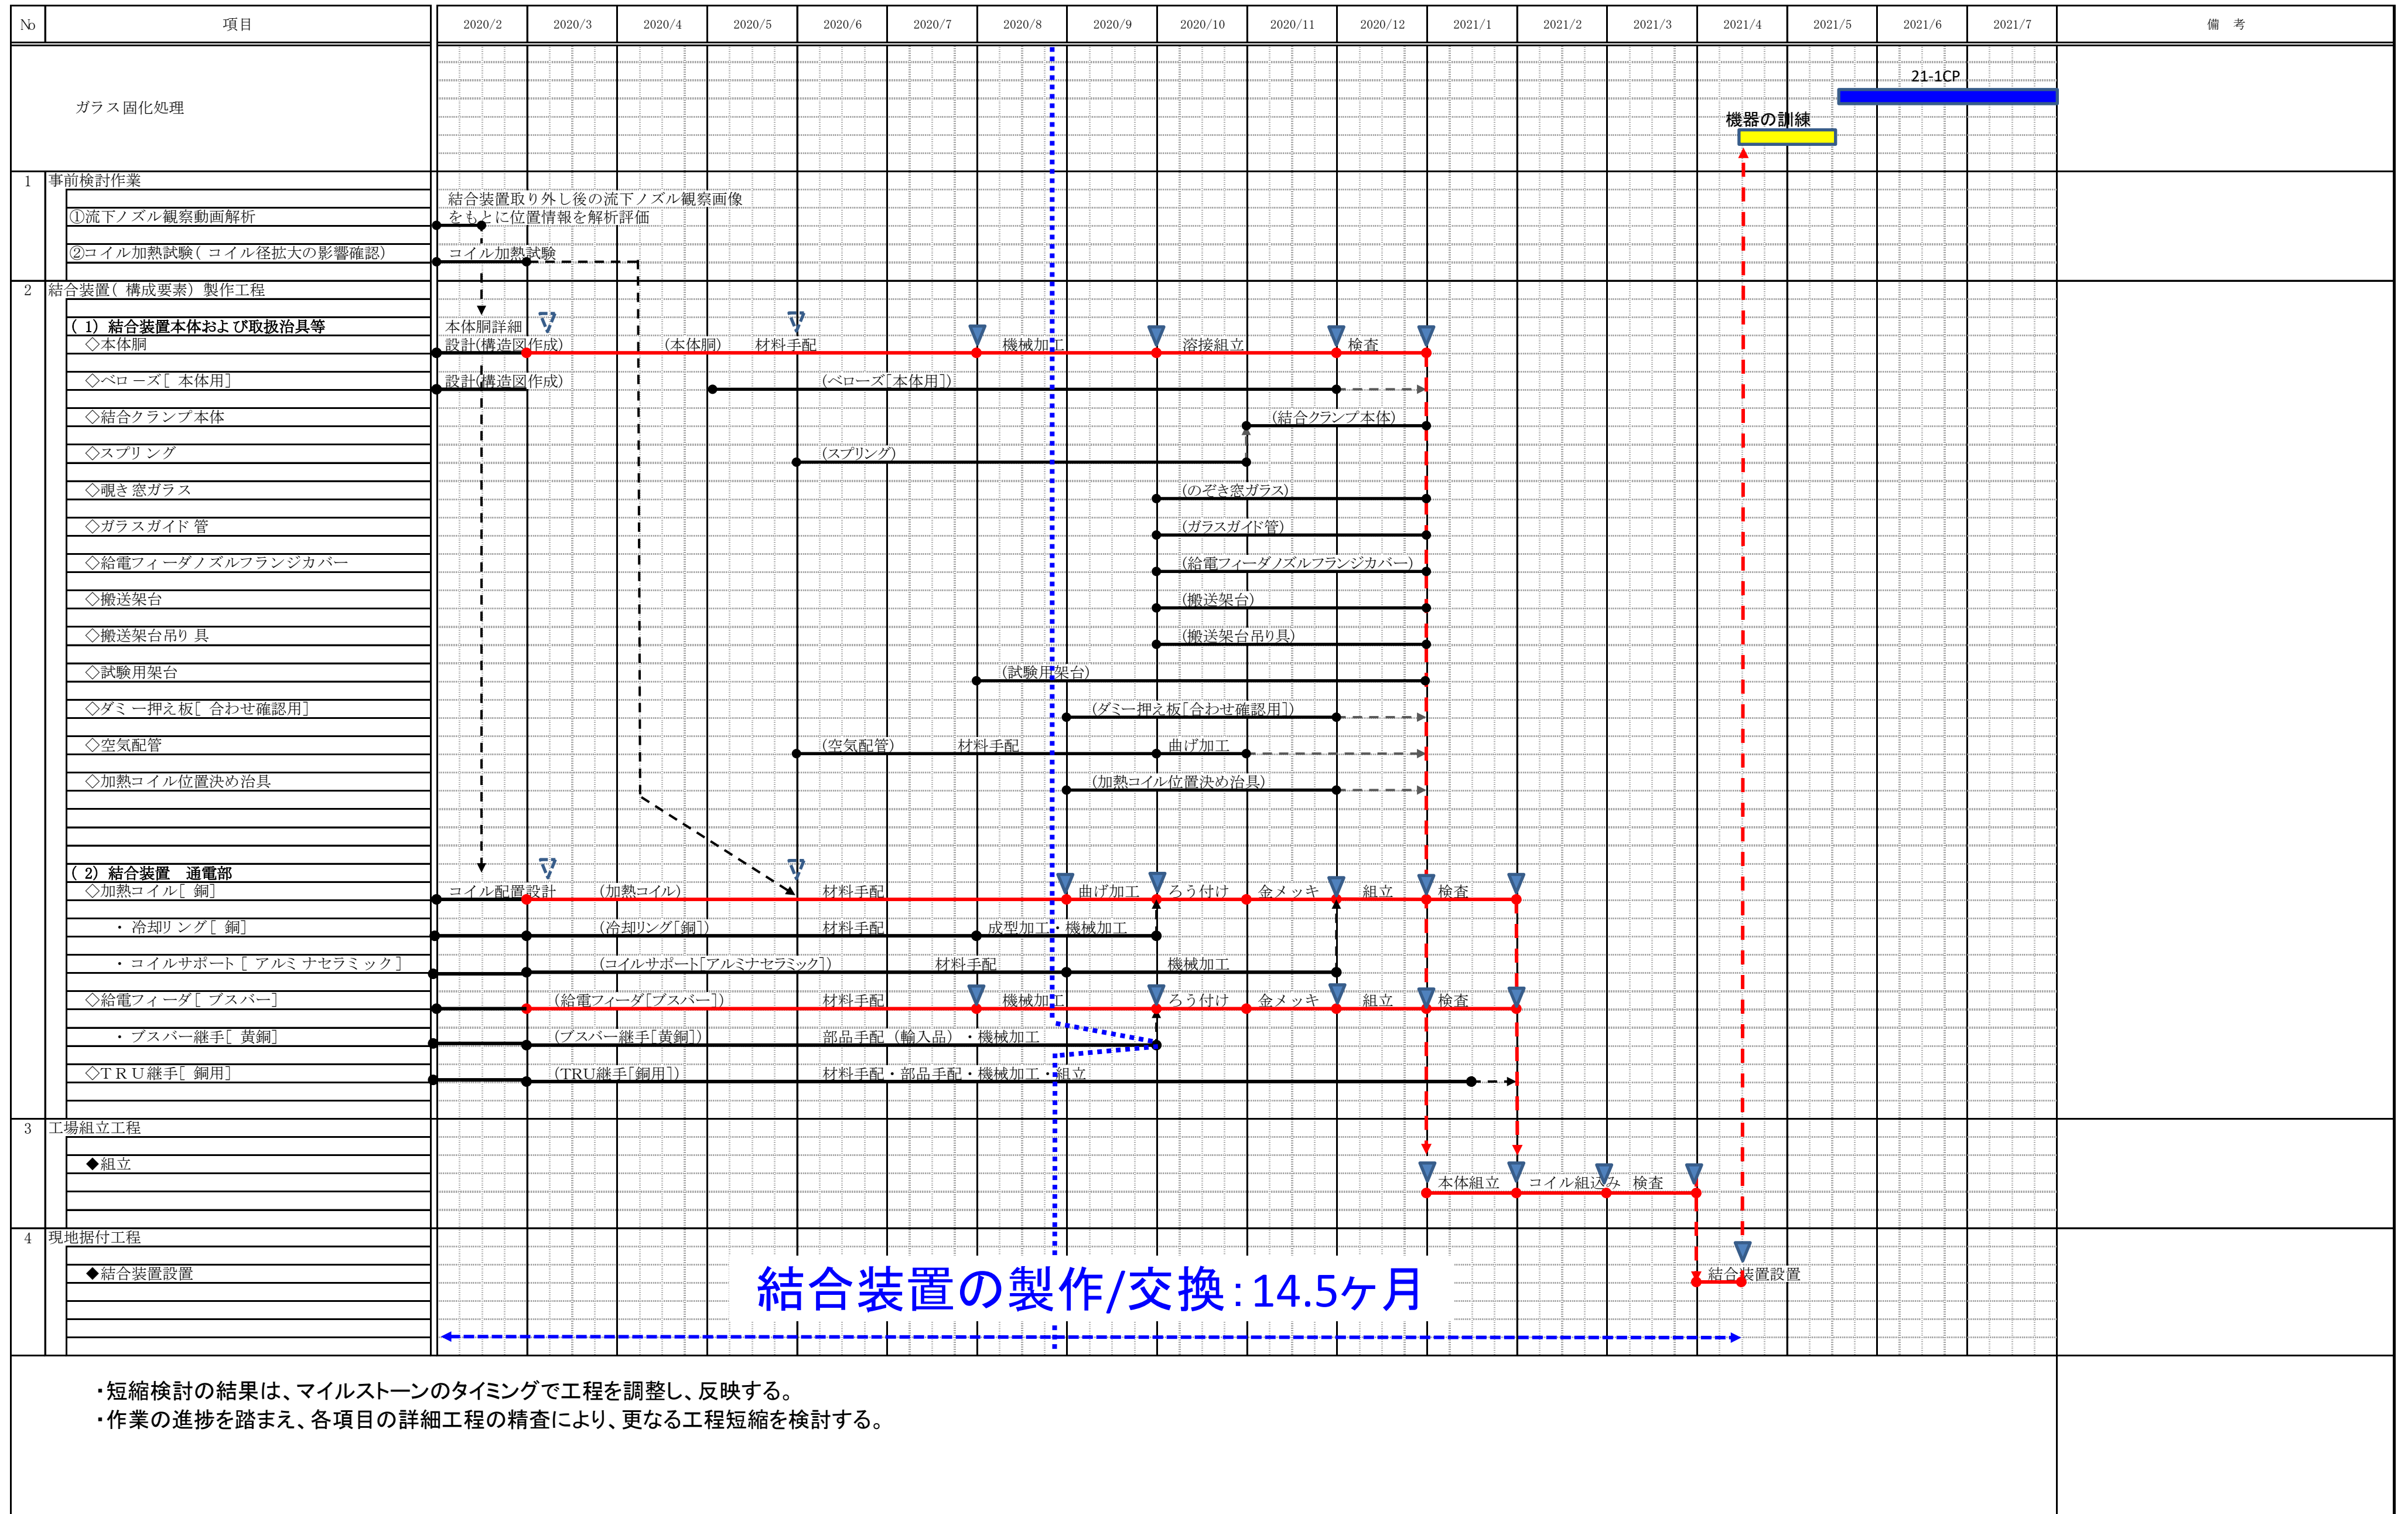 No 項目 2020/2 2020/3 2020/4 2020/5 2020/6 2020/7 2020/8 2020/9 2020/10 2020/11 2020/12 2021/1 2021/2 2021/3 2021/4 2021/5 2021/6 2021/7 備 考
21-1CP
ガラス固化処理
機器の訓練
1 事前検討作業
結合装置取り外し後の流下ノズル観察画像
①流下ノズル観察動画解析 をもとに位置情報を解析評価
②コイル加熱試験(コイル径拡大の影響確認) コイル加熱試験
2 結合装置(構成要素)製作工程
(1)結合装置本体および取扱治具等 本体胴詳細
◇本体胴 設計(構造図作成) (本体胴) 材料手配 機械加工 溶接組立 検査
◇ベローズ[本体用] 設計(構造図作成) (ベローズ[本体用])
◇結合クランプ本体 (結合クランプ本体)
◇スプリング (スプリング)
◇覗き窓ガラス (のぞき窓ガラス)
◇ガラスガイド管 (ガラスガイド管)
◇給電フィーダノズルフランジカバー (給電フィーダノズルフランジカバー)
◇搬送架台 (搬送架台)
◇搬送架台吊り具 (搬送架台吊り具)
◇試験用架台 (試験用架台)
◇ダミー押え板[合わせ確認用] (ダミー押え板[合わせ確認用])
◇空気配管 (空気配管) 材料手配 曲げ加工
◇加熱コイル位置決め治具 (加熱コイル位置決め治具)
(2)結合装置 通電部
◇加熱コイル[銅] コイル配置設計 (加熱コイル) 材料手配 曲げ加工 ろう付け 金メッキ 組立 検査
・冷却リング[銅] (冷却リング[銅]) 材料手配 成型加工・機械加工
・コイルサポート[アルミナセラミック] (コイルサポート[アルミナセラミック]) 材料手配 機械加工
◇給電フィーダ[ブスバー] (給電フィーダ[ブスバー]) 材料手配 機械加工 ろう付け 金メッキ 組立 検査
・ブスバー継手[黄銅] (ブスバー継手[黄銅]) 部品手配(輸入品)・機械加工
◇TRU継手[銅用] (TRU継手[銅用]) 材料手配・部品手配・機械加工・組立
3 工場組立工程
◆組立
本体組立 コイル組込み 検査
4 現地据付工程
◆結合装置設置 結合装置設置
結合装置の製作/交換:14.5ヶ月
・短縮検討の結果は、マイルストーンのタイミングで工程を調整し、反映する。
・作業の進捗を踏まえ、各項目の詳細工程の精査により、更なる工程短縮を検討する。